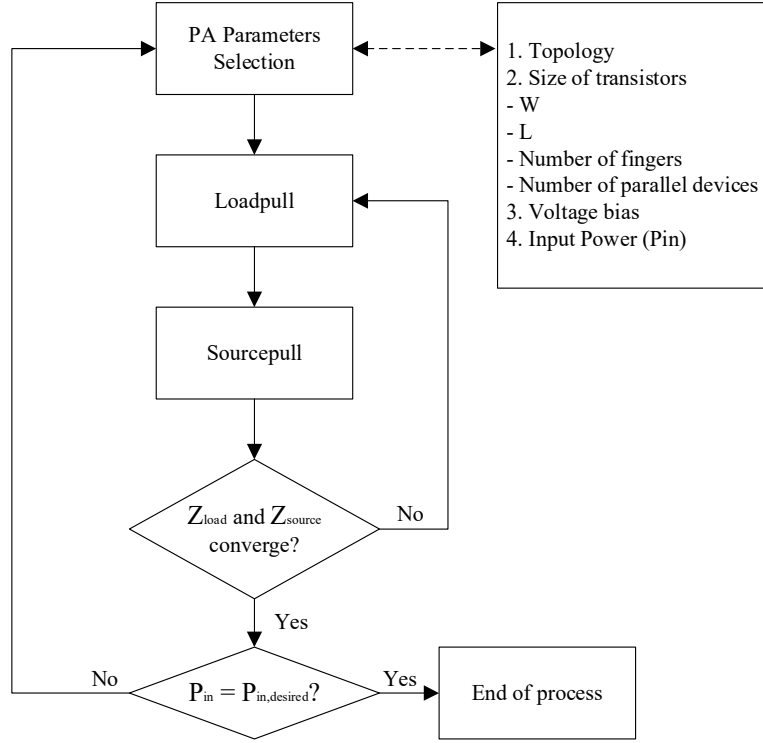 PA Parameters
Selection
1. Topology
2. Size of transistors
- W
- L
- Number of fingers
- Number of parallel devices
3. Voltage bias
4. Input Power (Pin)
Loadpull
Sourcepull
Zload and Zsource
converge?
No
Yes
No
Pin = Pin,desired?
Yes
End of process